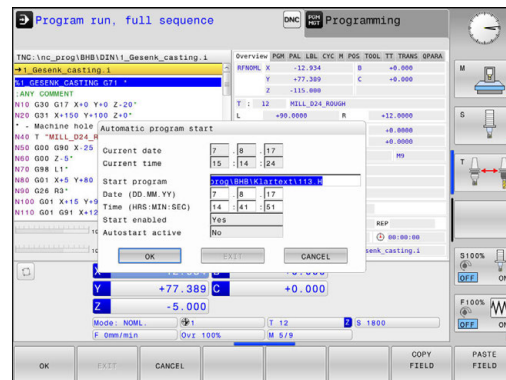 Program run, full sequence
DNC
PGM MGT
Programming
TNC:\nc_prog\BHB\DIN\1_Gesenk_casting.i
→1_Gesenk_casting.i
%1_GESENK_CASTING G71 *
;ANY COMMENT
N10 G30 G17 X+0 Y+0 Z-20*
N20 G31 X+150 Y+100 Z+0*
* - Machine hole
N40 T "MILL_D24_R
N50 G00 G90 X-25
N60 G00 Z-5*
N70 G98 L1*
N80 G01 X+5 Y+80
N90 G26 R3*
N100 G01 X+15 Y+
N110 G01 G91 X+12
Overview PGM PAL LBL CYC M POS TOOL TT TRANS QPARA
RFNOML X -12.934 B +0.000
Y +77.389 C +0.000
Z -115.000
T : 12 MILL_D24_ROUGH
L +90.0000 R +12.0000
+0.0000
+0.0000
M9
REP
00:00:00
senk_casting.i
Automatic program start
Current date 7 . 8 . 17
Current time 15 : 14 : 24
Start program prog\BHB\Klartext\113.H
Date (DD.MM.YY) 7 . 8 . 17
Time (HRS:MIN:SEC) 14 : 41 : 51
Start enabled Yes
Autostart active No
OK
EXIT
CANCEL
X
Y +77.389 C +0.000
Z -5.000
Mode: NOML. 1 T 12 Z S 1800
F 0mm/min Ovr 100% M 5/9
M
S
T
S100%
OFF ON
F100%
OFF ON
OK
EXIT
CANCEL
COPY FIELD
PASTE FIELD